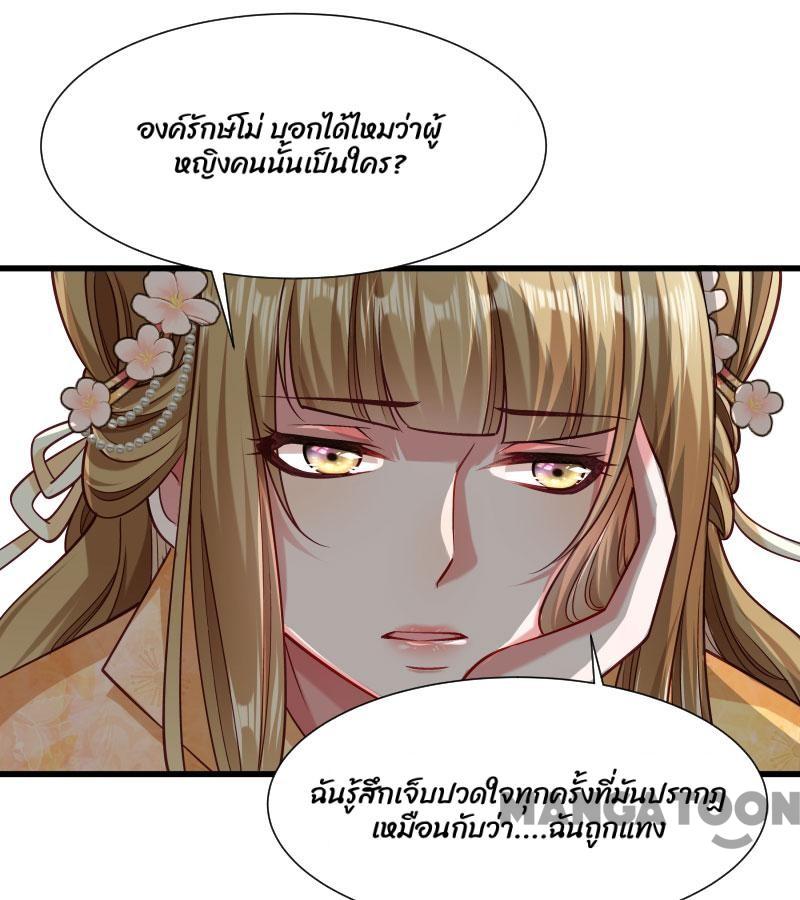 องค์รักษ์โม่ บอกได้ไหมว่าผู้
หญิงคนนั้นเป็นใคร?
ฉันรู้สึกเจ็บปวดใจทุกครั้งที่มันปรากฏ
เหมือนกับว่า....ฉันถูกแทง
MANGATOON